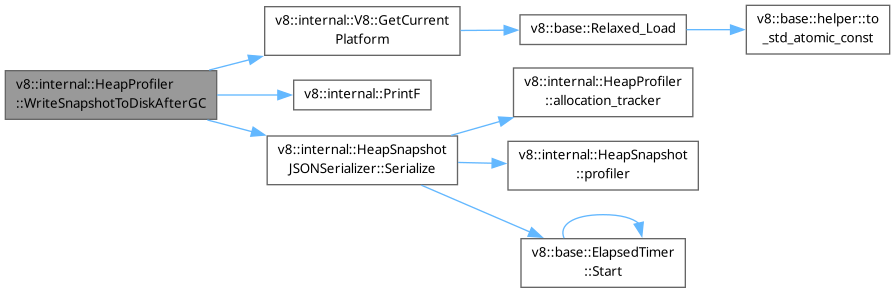 v8::internal::HeapProfiler
::WriteSnapshotToDiskAfterGC
v8::internal::V8::GetCurrent
Platform
v8::base::Relaxed_Load
v8::base::helper::to
_std_atomic_const
v8::internal::PrintF
v8::internal::HeapSnapshot
JSONSerializer::Serialize
v8::internal::HeapProfiler
::allocation_tracker
v8::internal::HeapSnapshot
::profiler
v8::base::ElapsedTimer
::Start